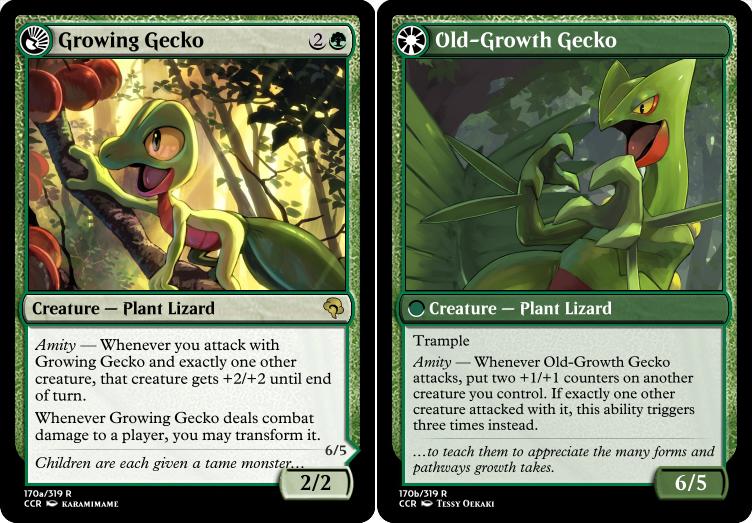 Growing Gecko 2
Creature — Plant Lizard
Amity — Whenever you attack with
Growing Gecko and exactly one other
creature, that creature gets +2/+2 until end
of turn.
Whenever Growing Gecko deals combat
damage to a player, you may transform it.
6/5
Children are each given a tame monster…
2/2
170a/319 R
CCR KARAMIMAME
Old-Growth Gecko
Creature — Plant Lizard
Trample
Amity — Whenever Old-Growth Gecko
attacks, put two +1/+1 counters on another
creature you control. If exactly one other
creature attacked with it, this ability triggers
three times instead.
…to teach them to appreciate the many forms and
pathways growth takes.
6/5
170b/319 R
CCR TESSY OEKAKI